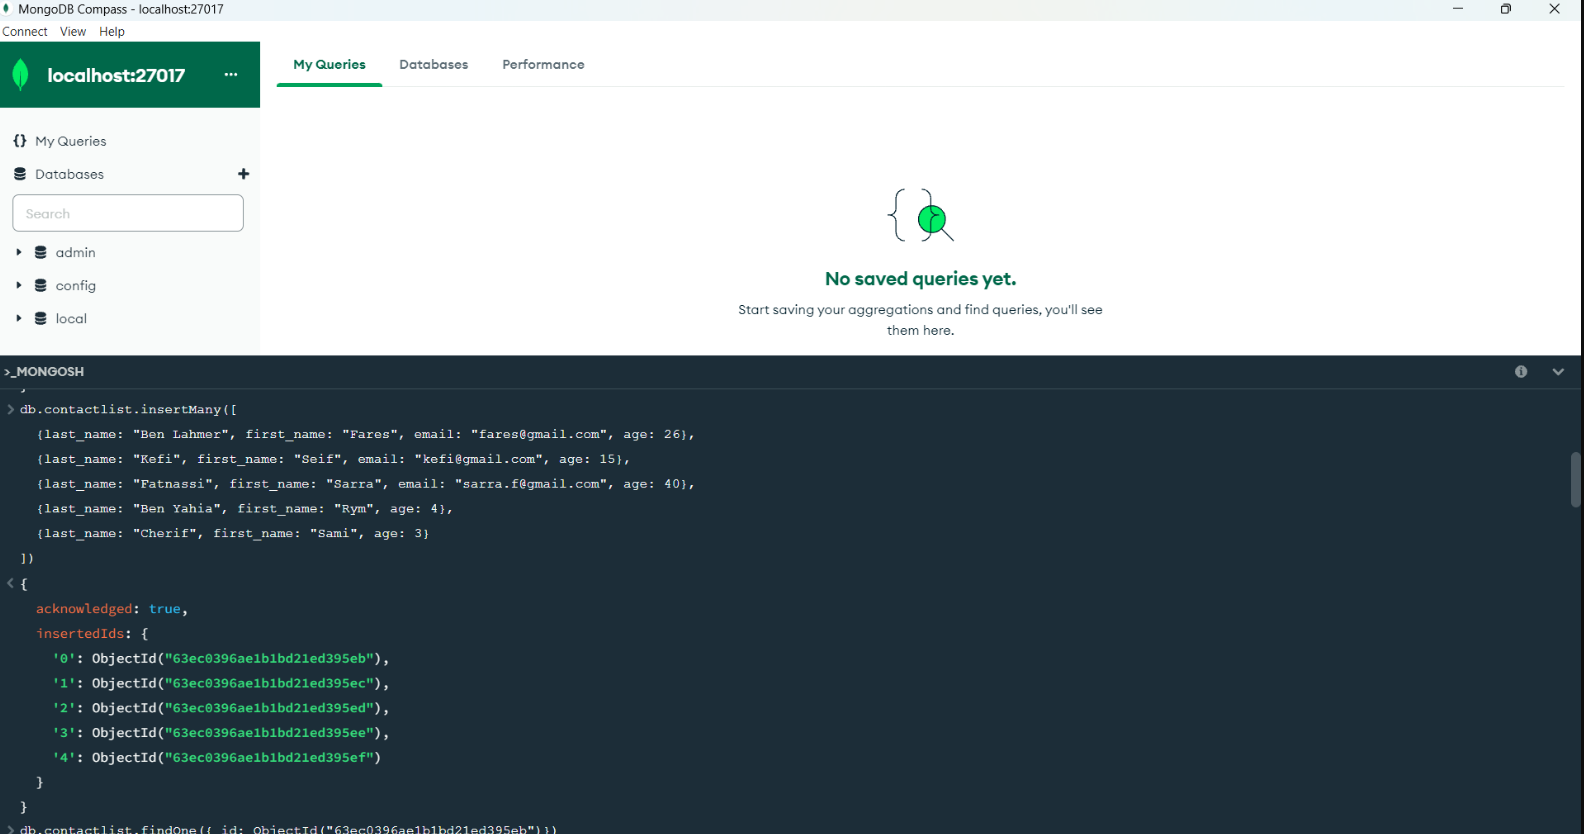 MongoDB Compass - localhost:27017
Connect View Help
localhost:27017 ...
My Queries Databases Performance
{} My Queries
Databases +
Search
admin
config
local
No saved queries yet.
Start saving your aggregations and find queries, you'll see
them here.
>_MONGOSH
> db.contactlist.insertMany([
{last_name: "Ben Lahmer", first_name: "Fares", email: "fares@gmail.com", age: 26},
{last_name: "Kefi", first_name: "Seif", email: "kefi@gmail.com", age: 15},
{last_name: "Fatnassi", first_name: "Sarra", email: "sarra.f@gmail.com", age: 40},
{last_name: "Ben Yahia", first_name: "Rym", age: 4},
{last_name: "Cherif", first_name: "Sami", age: 3}
])
< {
acknowledged: true,
insertedIds: {
'0': ObjectId("63ec0396ae1b1bd21ed395eb"),
'1': ObjectId("63ec0396ae1b1bd21ed395ec"),
'2': ObjectId("63ec0396ae1b1bd21ed395ed"),
'3': ObjectId("63ec0396ae1b1bd21ed395ee"),
'4': ObjectId("63ec0396ae1b1bd21ed395ef")
}
}
> db.contactlist.findOne({_id: ObjectId("63ec0396ae1b1bd21ed395eb")})